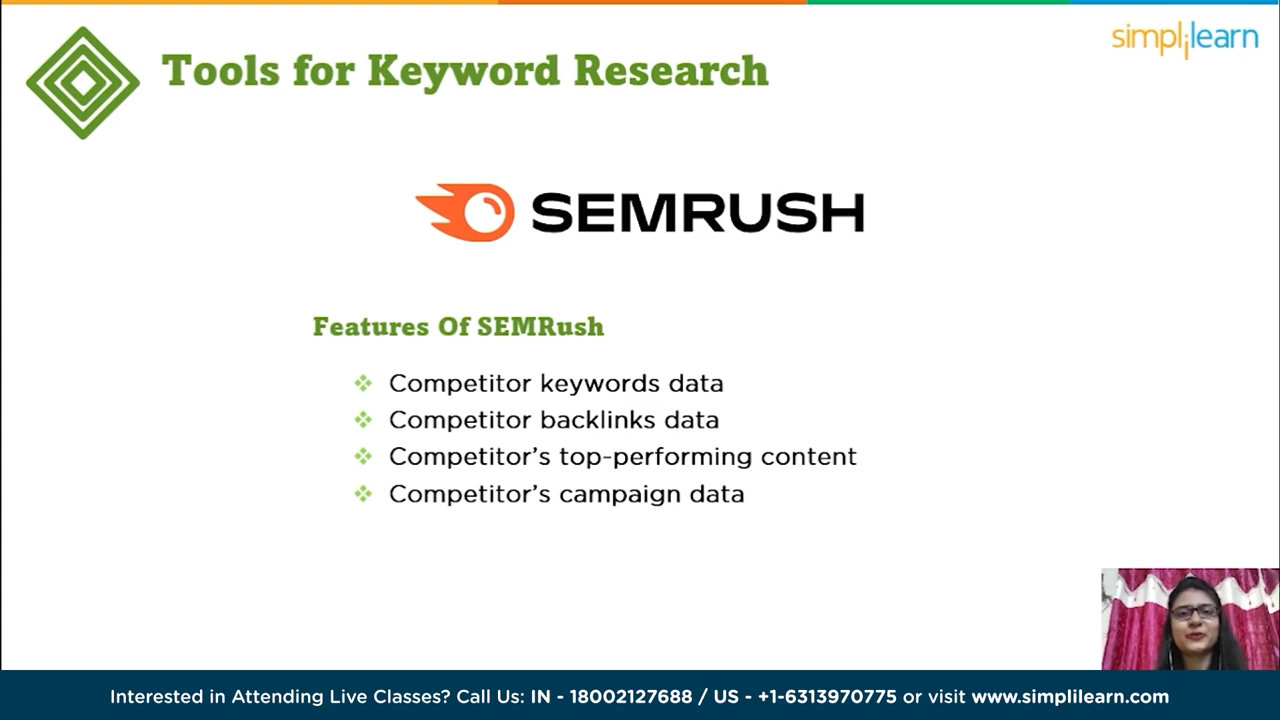 simplilearn
Tools for Keyword Research
SEMRUSH
Features Of SEMRush
Competitor keywords data
Competitor backlinks data
Competitor's top-performing content
Competitor's campaign data
Interested in Attending Live Classes? Call Us: IN - 18002127688 / US - +1-6313970775 or visit www.simplilearn.com